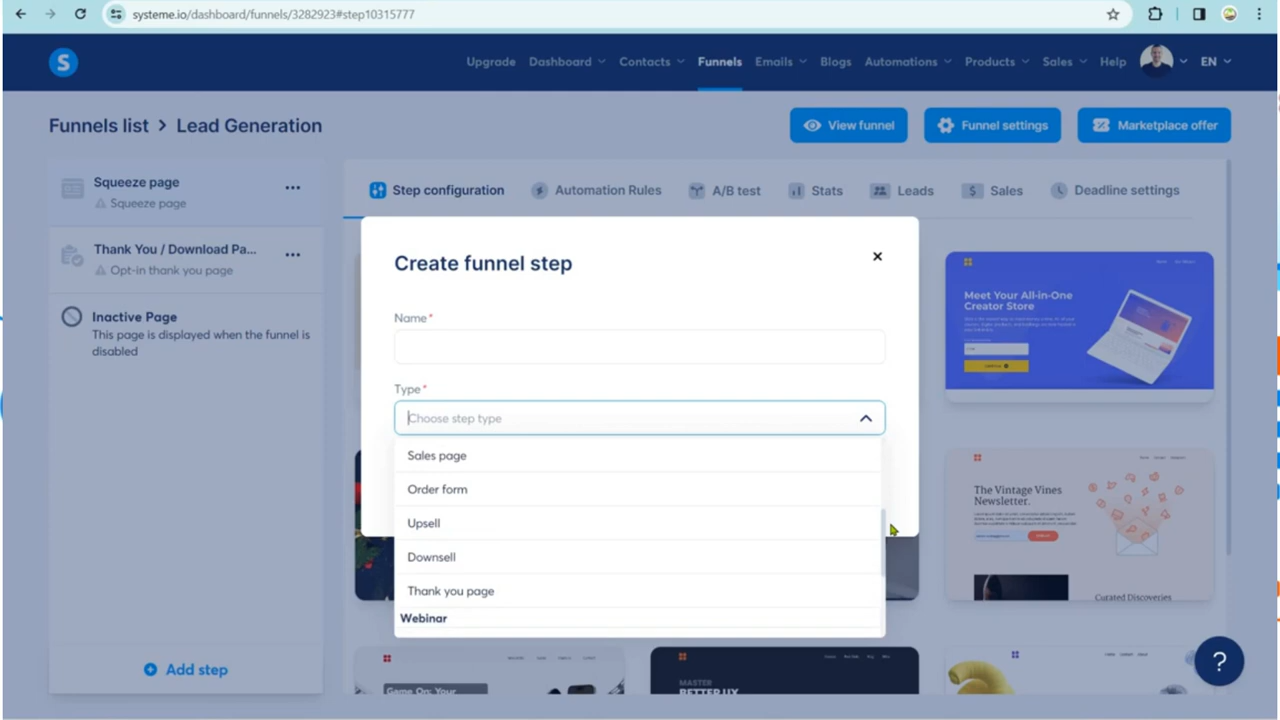 systeme.io/dashboard/funnels/3282923#step10315777
S
Upgrade Dashboard Contacts Funnels Emails Blogs Automations Products Sales Help EN
Funnels list > Lead Generation
View funnel
Funnel settings
Marketplace offer
Squeeze page
Squeeze page
Thank You / Download Pa...
Opt-in thank you page
Inactive Page
This page is displayed when the funnel is
disabled
Add step
Step configuration Automation Rules A/B test Stats Leads Sales Deadline settings
Create funnel step
Name*
Type*
Choose step type
Sales page
Order form
Upsell
Downsell
Thank you page
Webinar
Meet Your All-in-One
Creator Store
The Vintage Vines
Newsletter.
Curated Discoveries
Game On: Your
MASTER
BETTER UX
?